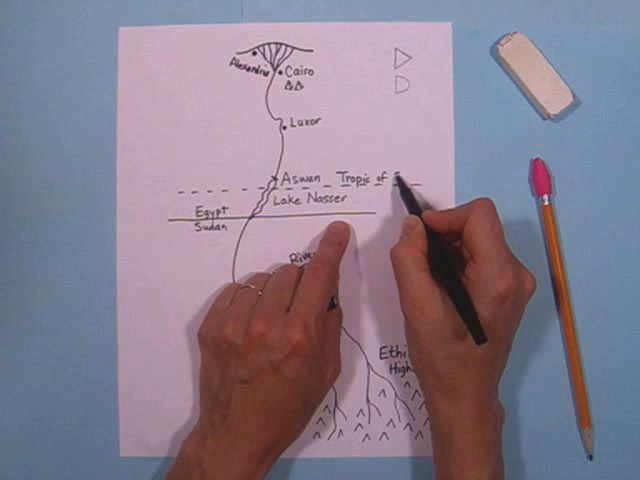 Alexandria
Cairo
Luxor
Aswan Tropic of
Lake Nasser
Egypt
Sudan